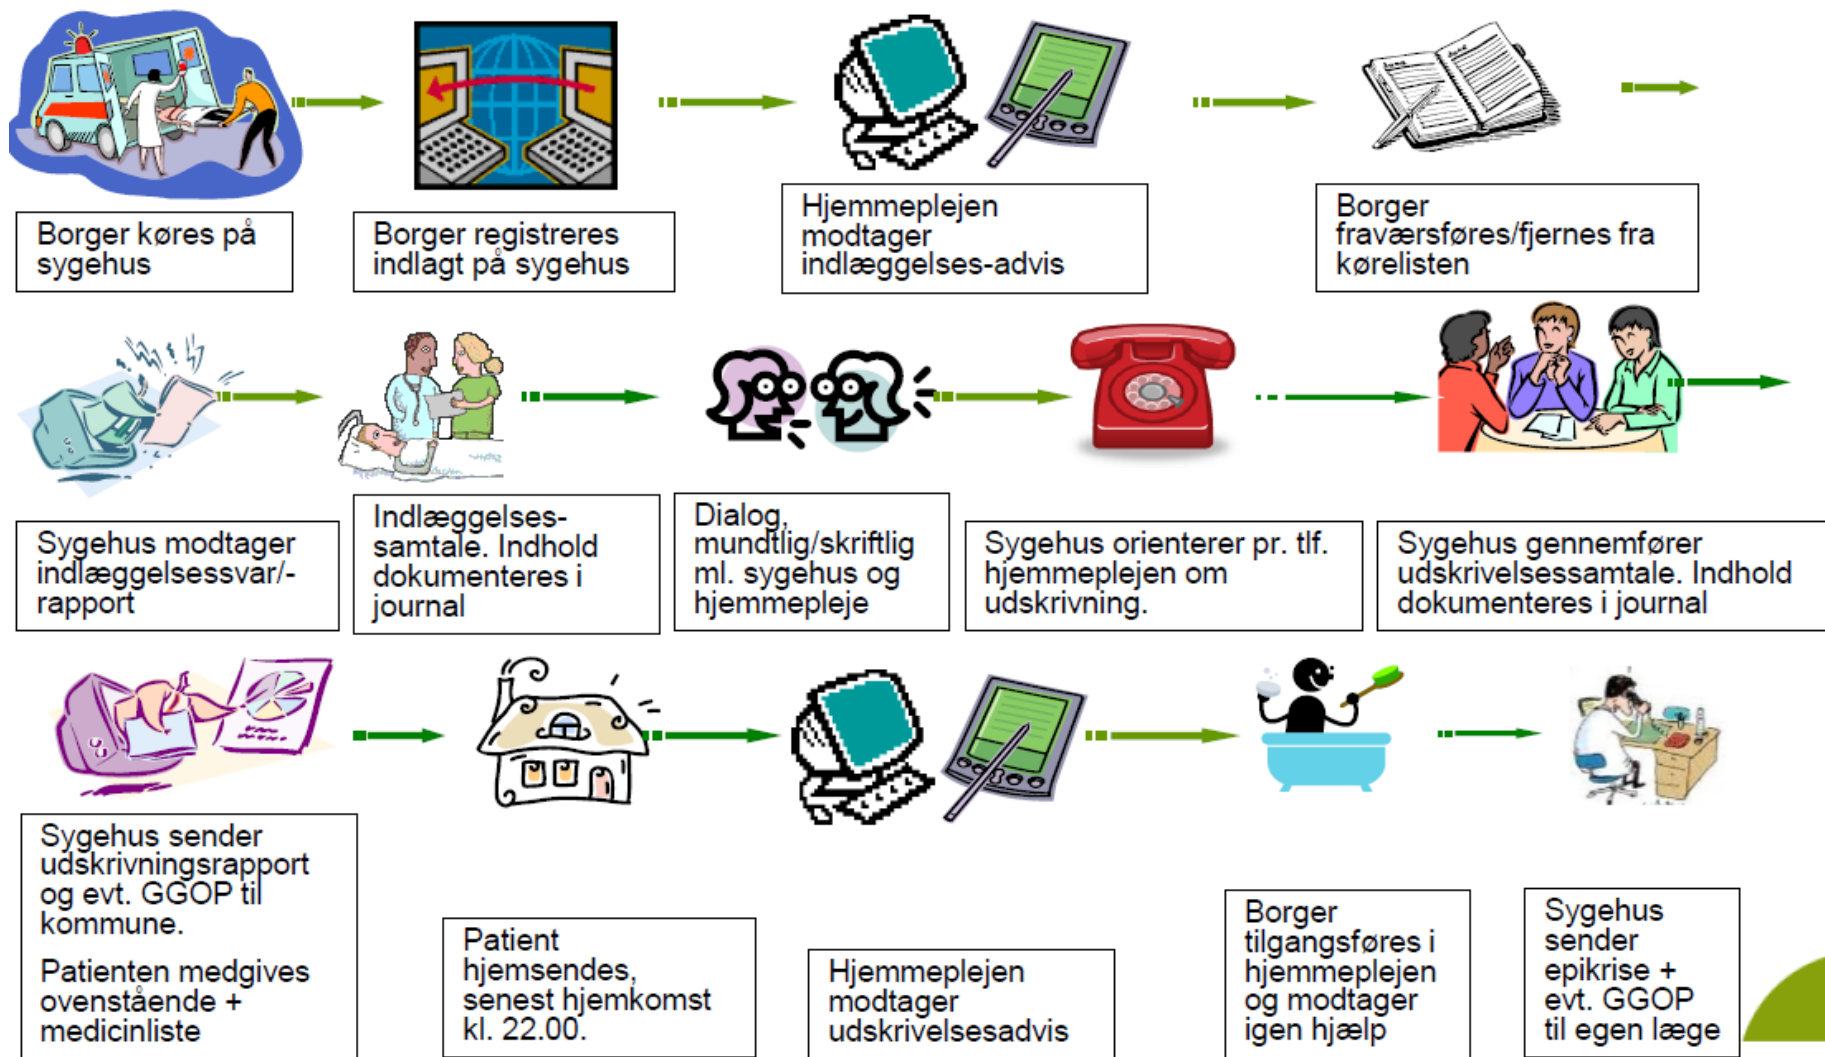 Borger køres på
sygehus
Borger registreres
indlagt på sygehus
Hjemmeplejen
modtager
indlæggelses-advis
Borger
fraværsføres/fjernes fra
kørelisten
Sygehus modtager
indlæggelsessvar/-
rapport
Indlæggelses-
samtale. Indhold
dokumenteres i
journal
Dialog,
mundtlig/skriftlig
ml. sygehus og
hjemmepleje
Sygehus orienterer pr. tlf.
hjemmeplejen om
udskrivning.
Sygehus gennemfører
udskrivelsessamtale. Indhold
dokumenteres i journal
Sygehus sender
udskrivningsrapport
og evt. GGOP til
kommune.
Patienten medgives
ovenstående +
medicinliste
Patient
hjemsendes,
senest hjemkomst
kl. 22.00.
Hjemmeplejen
modtager
udskrivelsesadvis
Borger
tilgangsføres i
hjemmeplejen
og modtager
igen hjælp
Sygehus
sender
epikrise +
evt. GGOP
til egen læge